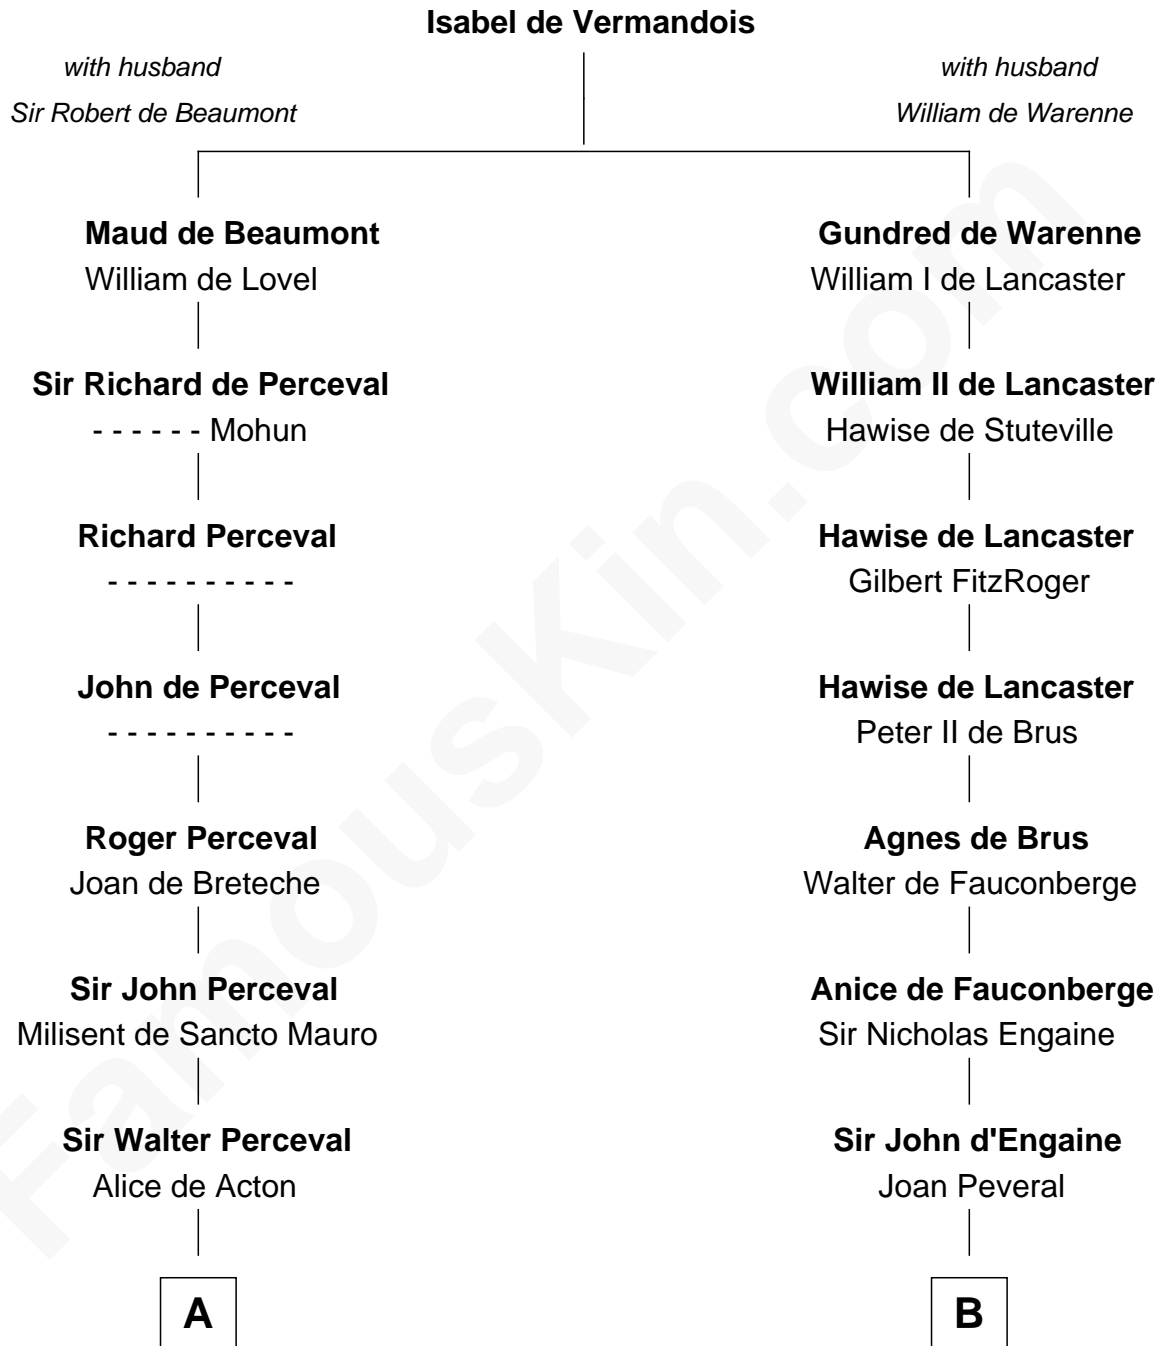 Isabel de Vermandois
with husband
Sir Robert de Beaumont
with husband
William de Warenne
Maud de Beaumont
William de Lovel
Gundred de Warenne
William I de Lancaster
Sir Richard de Perceval
- - - - - - Mohun
William II de Lancaster
Hawise de Stuteville
Richard Perceval
- - - - - - - - - -
Hawise de Lancaster
Gilbert FitzRoger
John de Perceval
- - - - - - - - - -
Hawise de Lancaster
Peter II de Brus
Roger Perceval
Joan de Breteche
Agnes de Brus
Walter de Fauconberge
Sir John Perceval
Milisent de Sancto Mauro
Anice de Fauconberge
Sir Nicholas Engaine
Sir Walter Perceval
Alice de Acton
Sir John d'Engaine
Joan Peveral
A
B
FamousKin.com